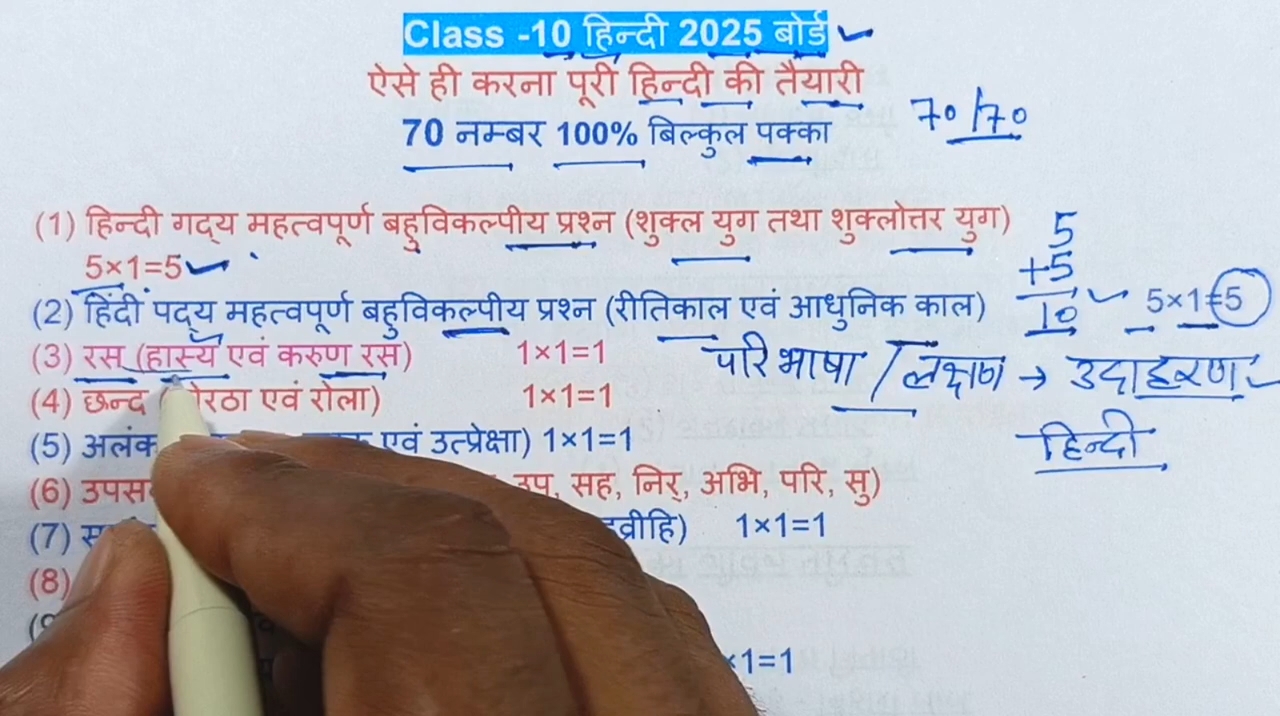 Class -10 हिन्दी 2025 बोर्ड
ऐसे ही करना पूरी हिन्दी की तैयारी
70 नम्बर 100% बिल्कुल पक्का
70/70
(1) हिन्दी गद्य महत्वपूर्ण बहुविकल्पीय प्रश्न (शुक्ल युग तथा शुक्लोत्तर युग)
5×1=5
5
+5
10
(2) हिंदी पद्य महत्वपूर्ण बहुविकल्पीय प्रश्न (रीतिकाल एवं आधुनिक काल)
5×1=5
(3) रस (हास्य एवं करुण रस) 1×1=1
परिभाषा / लक्षण → उदाहरण
(4) छन्द एवं रोला) 1×1=1
हिन्दी
(5) एवं उत्प्रेक्षा) 1×1=1
(6) उप, सह, निर्, अभि, परि, सु)
(7) 1×1=1
(8)
×1=1